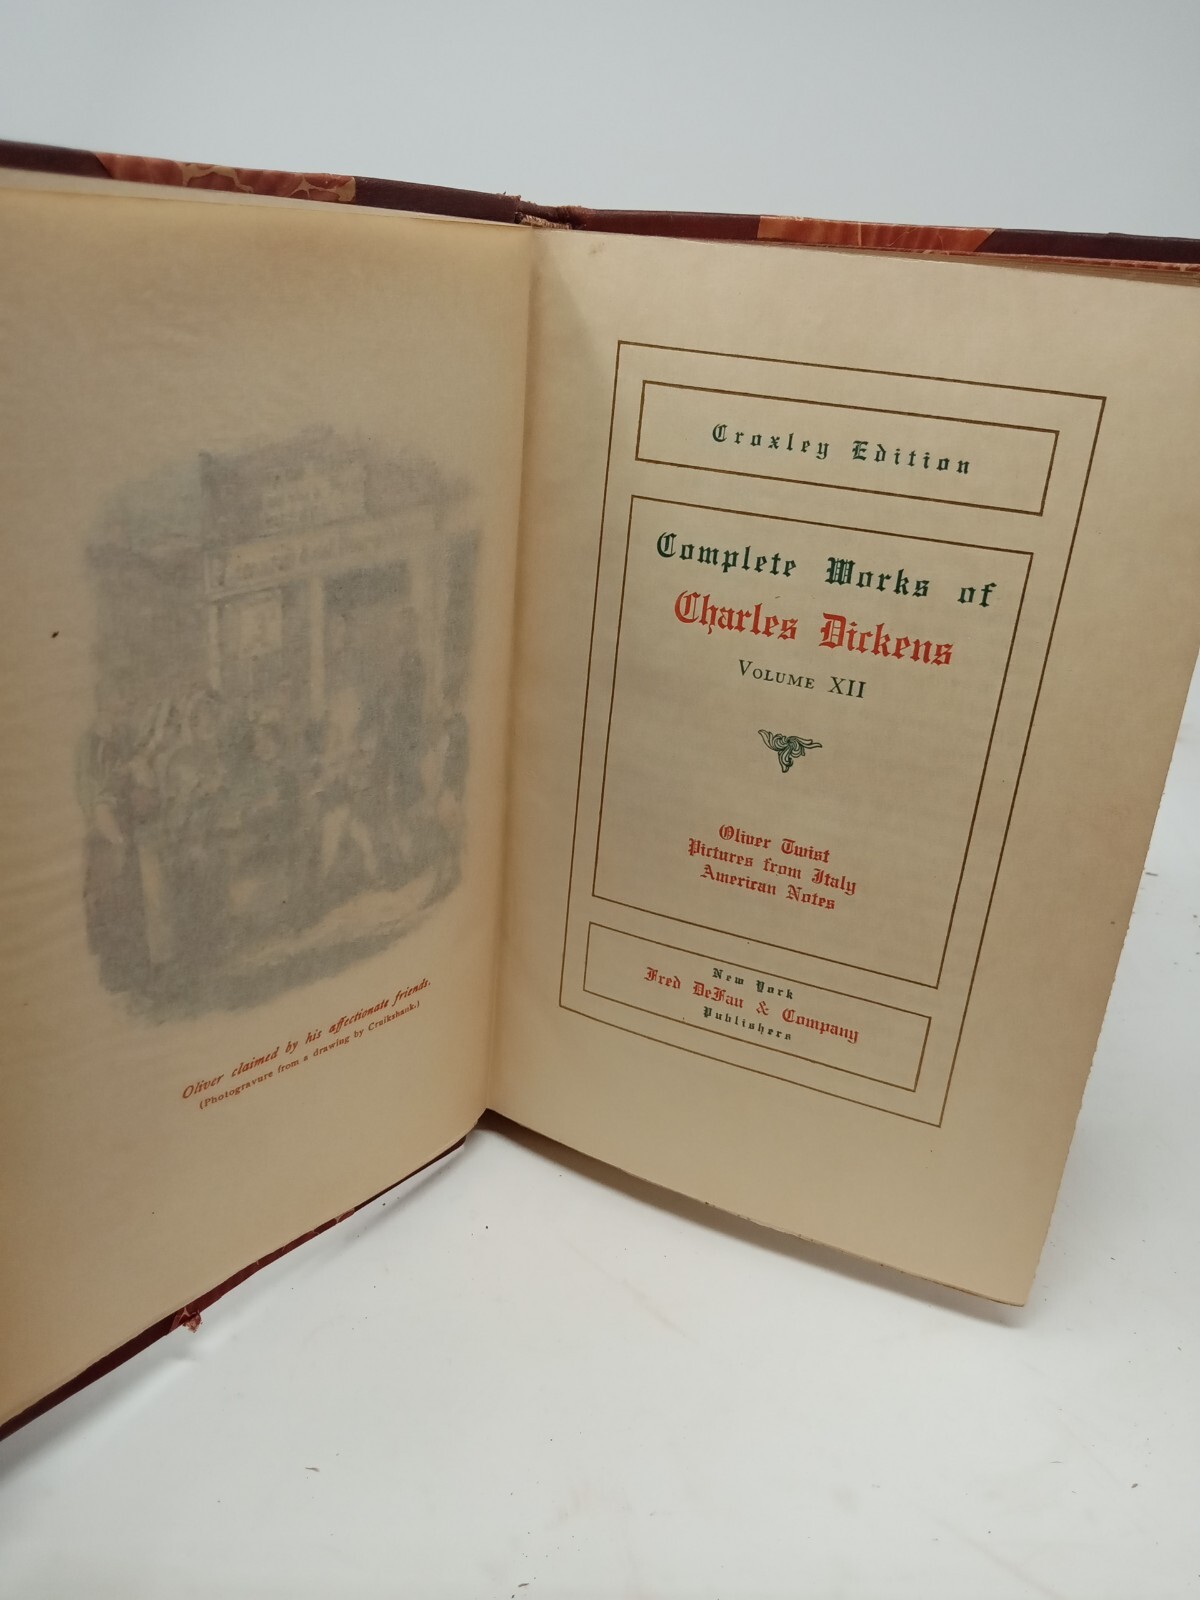 Oliver claimed by his affectionate friends.
(Photogravure from a drawing by Cruikshank.)
Croxley Edition
Complete Works of
Charles Dickens
Volume XII
Oliver Twist
Pictures from Italy
American Notes
New York
Fred DeFau & Company
Publishers